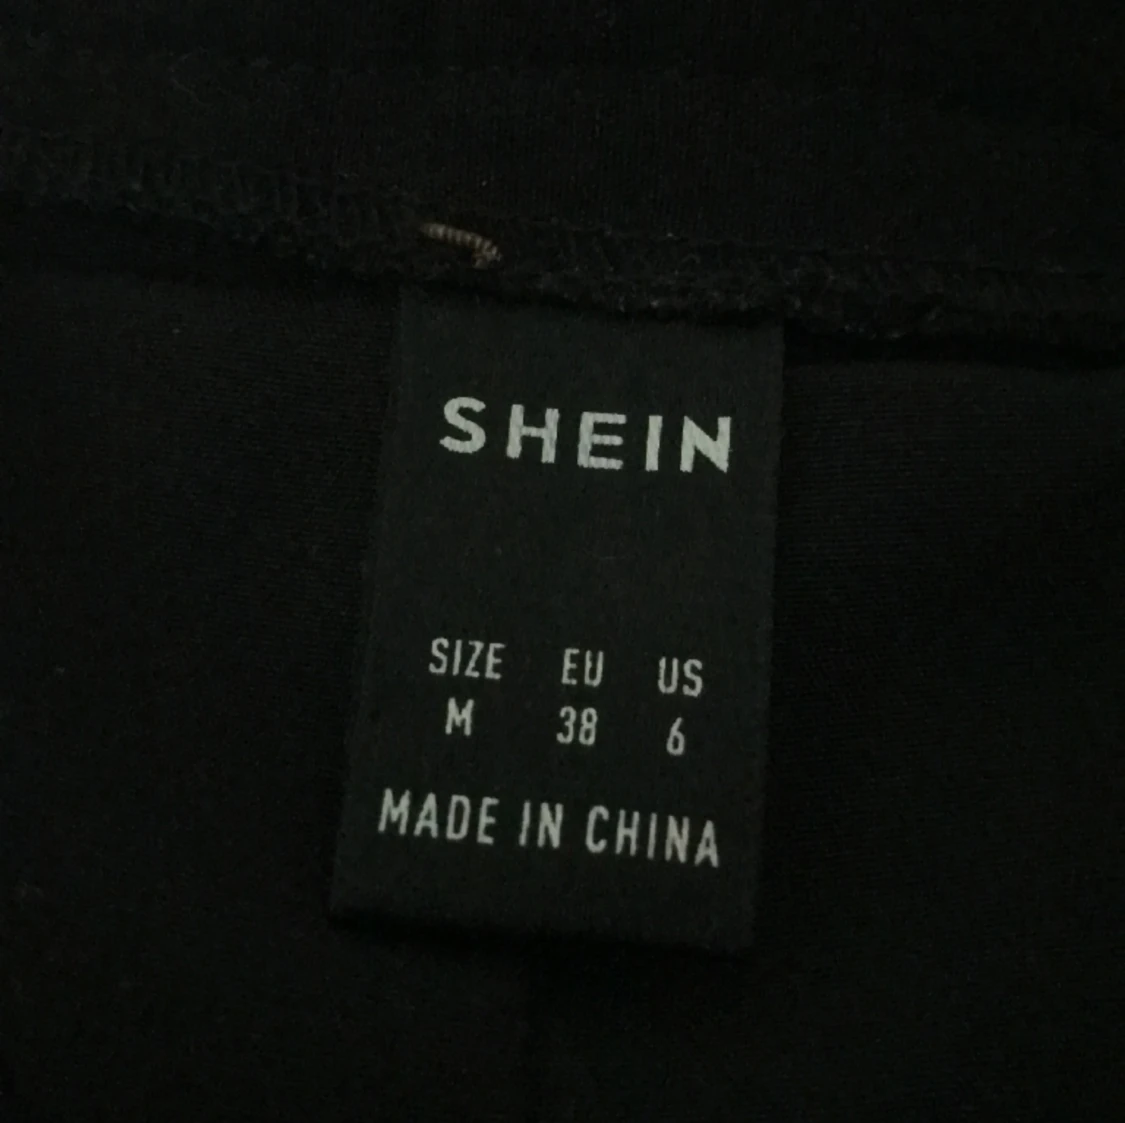 SHEIN
SIZE EU US
M 38 6
MADE IN CHINA